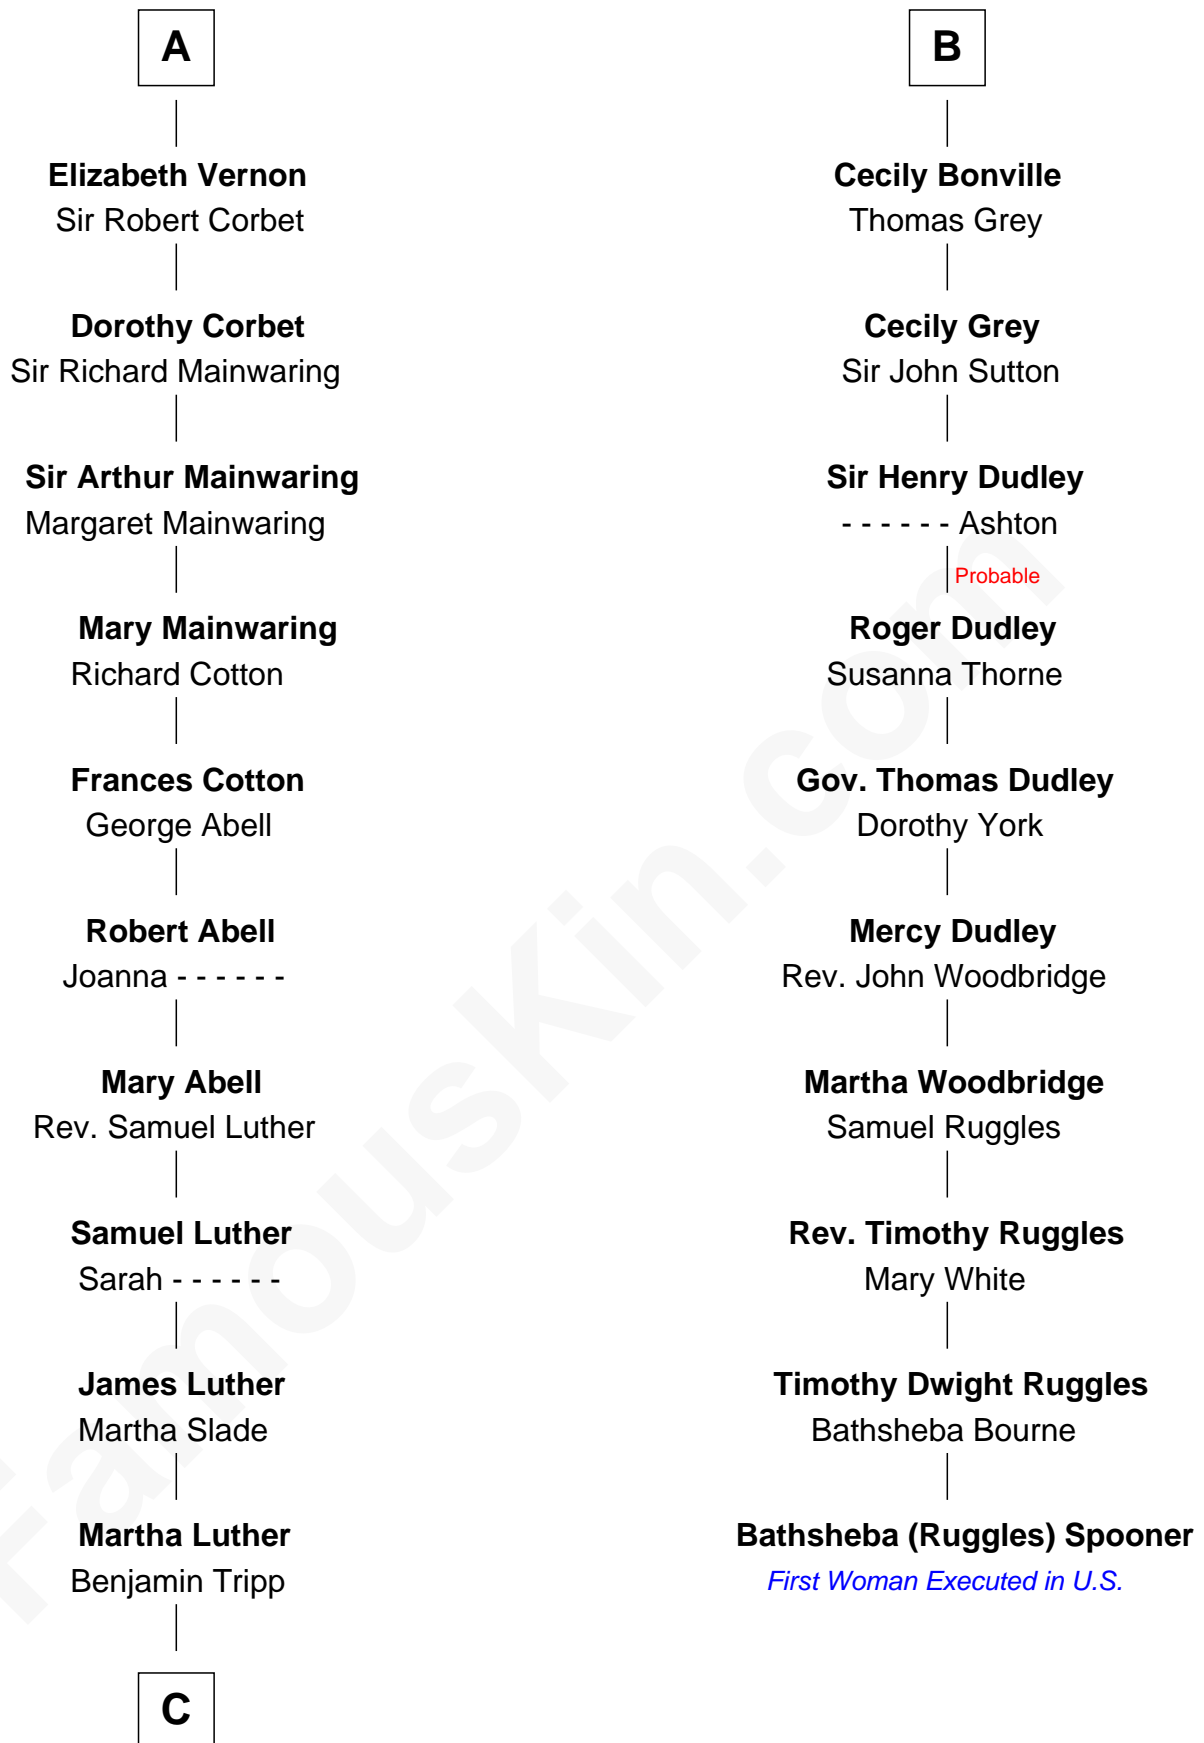 A
Elizabeth Vernon
Sir Robert Corbet
Dorothy Corbet
Sir Richard Mainwaring
Sir Arthur Mainwaring
Margaret Mainwaring
Mary Mainwaring
Richard Cotton
Frances Cotton
George Abell
Robert Abell
Joanna - - - - - -
Mary Abell
Rev. Samuel Luther
Samuel Luther
Sarah - - - - - -
James Luther
Martha Slade
Martha Luther
Benjamin Tripp
C
B
Cecily Bonville
Thomas Grey
Cecily Grey
Sir John Sutton
Sir Henry Dudley
- - - - - - Ashton
Probable
Roger Dudley
Susanna Thorne
Gov. Thomas Dudley
Dorothy York
Mercy Dudley
Rev. John Woodbridge
Martha Woodbridge
Samuel Ruggles
Rev. Timothy Ruggles
Mary White
Timothy Dwight Ruggles
Bathsheba Bourne
Bathsheba (Ruggles) Spooner
First Woman Executed in U.S.
FamousKin.com